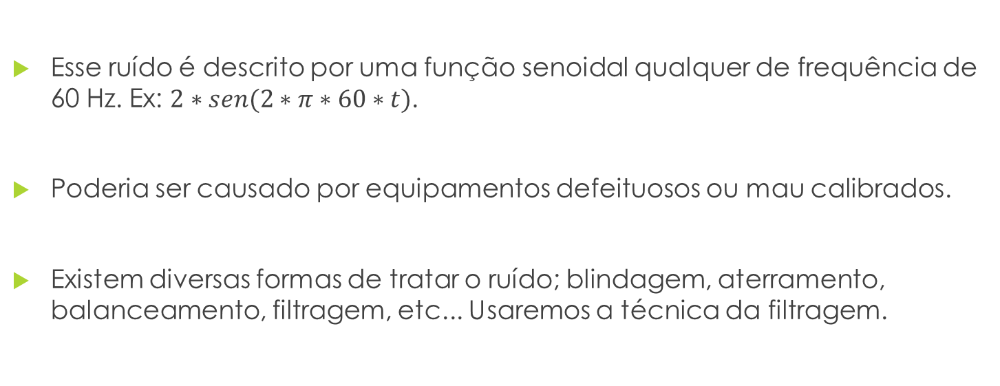 Esse ruído é descrito por uma função senoidal qualquer de frequência de
60 Hz. Ex: 2 ∗ 𝑠𝑒𝑛(2 ∗ 𝜋 ∗ 60 ∗ 𝑡).
Poderia ser causado por equipamentos defeituosos ou mau calibrados.
Existem diversas formas de tratar o ruído; blindagem, aterramento,
balanceamento, filtragem, etc... Usaremos a técnica da filtragem.